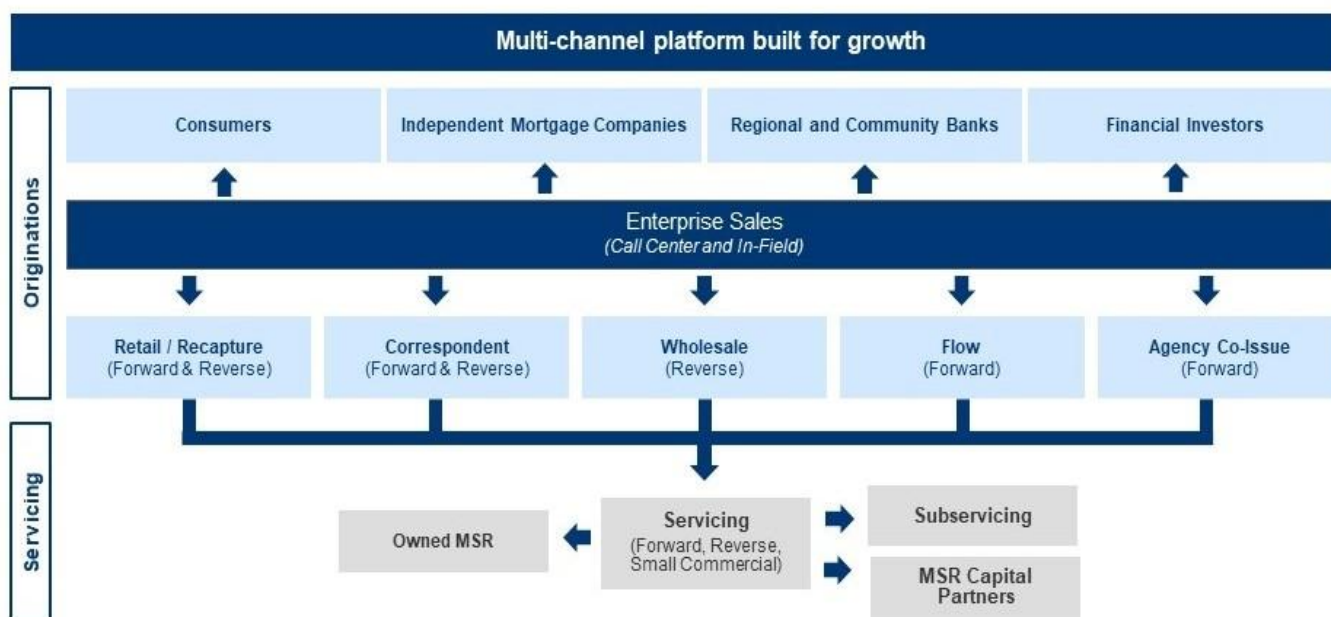 Multi-channel platform built for growth
Originations
Consumers
Independent Mortgage Companies
Regional and Community Banks
Financial Investors
Enterprise Sales
(Call Center and In-Field)
Retail / Recapture
(Forward & Reverse)
Correspondent
(Forward & Reverse)
Wholesale
(Reverse)
Flow
(Forward)
Agency Co-Issue
(Forward)
Servicing
Owned MSR
Servicing
(Forward, Reverse,
Small Commercial)
Subservicing
MSR Capital
Partners